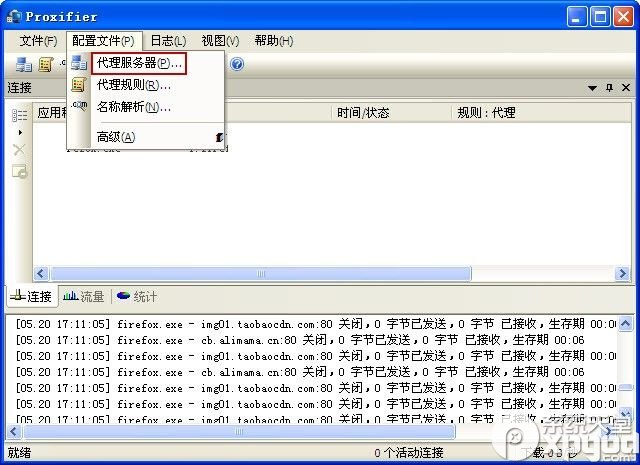 Proxifier
文件(F) 配置文件(P) 日志(L) 视图(V) 帮助(H)
代理服务器(P)...
代理规则(R)...
名称解析(N)...
高级(A)
连接
应用程 时间/状态 规则 : 代理
连接 流量 统计
[05.20 17:11:05] firefox.exe - img01.taobaocdn.com:80 关闭，0 字节已发送，0 字节 已接收，生存期 00:00
[05.20 17:11:05] firefox.exe - cb.alimama.cn:80 关闭，0 字节已发送，0 字节 已接收，生存期 00:06
[05.20 17:11:05] firefox.exe - img01.taobaocdn.com:80 关闭，0 字节已发送，0 字节 已接收，生存期 00:0
[05.20 17:11:05] firefox.exe - cb.alimama.cn:80 关闭，0 字节已发送，0 字节 已接收，生存期 00:06
[05.20 17:11:05] firefox.exe - img01.taobaocdn.com:80 关闭，0 字节已发送，0 字节 已接收，生存期 00:0
[05.20 17:11:05] firefox.exe - img01.taobaocdn.com:80 关闭，0 字节已发送，0 字节 已接收，生存期 00:0
[05.20 17:11:05] firefox.exe - img01.taobaocdn.com:80 关闭，0 字节已发送，0 字节 已接收，生存期 00:0
就绪 0 个活动连接 下载
系统天堂